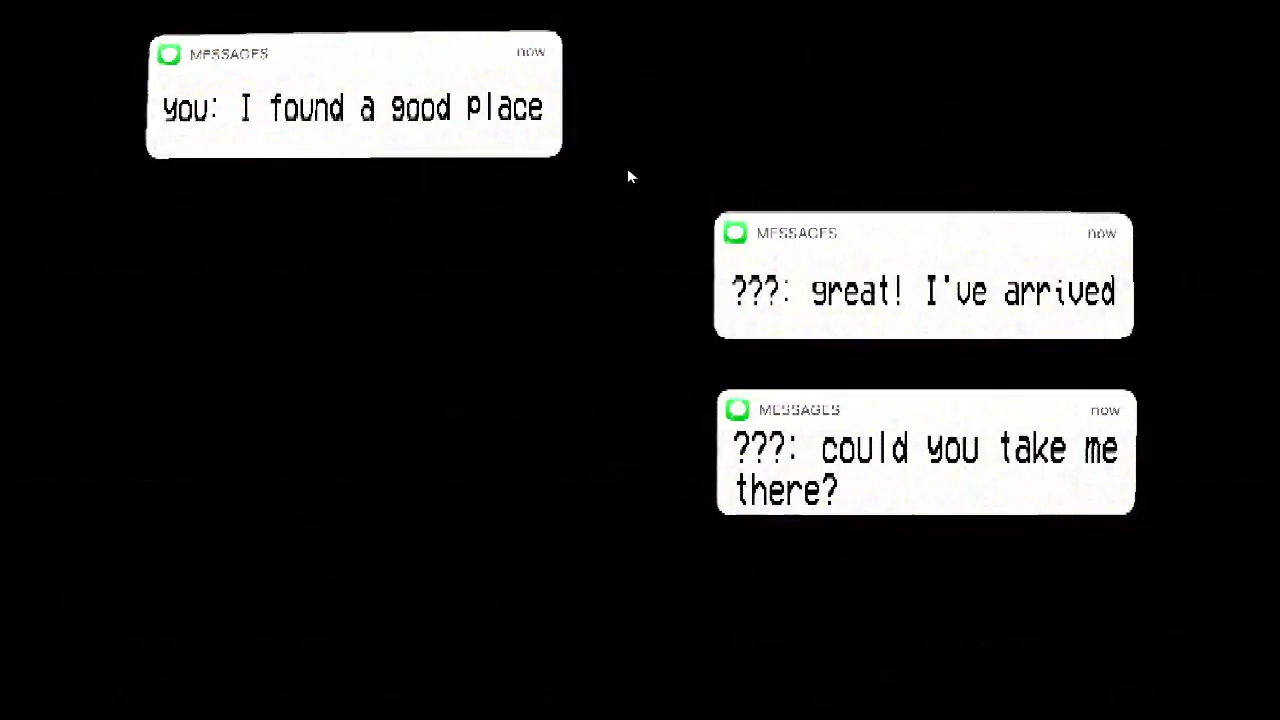 MESSAGES now
you: I found a good place
MESSAGES now
???: great! I've arrived
MESSAGES now
???: could you take me
there?